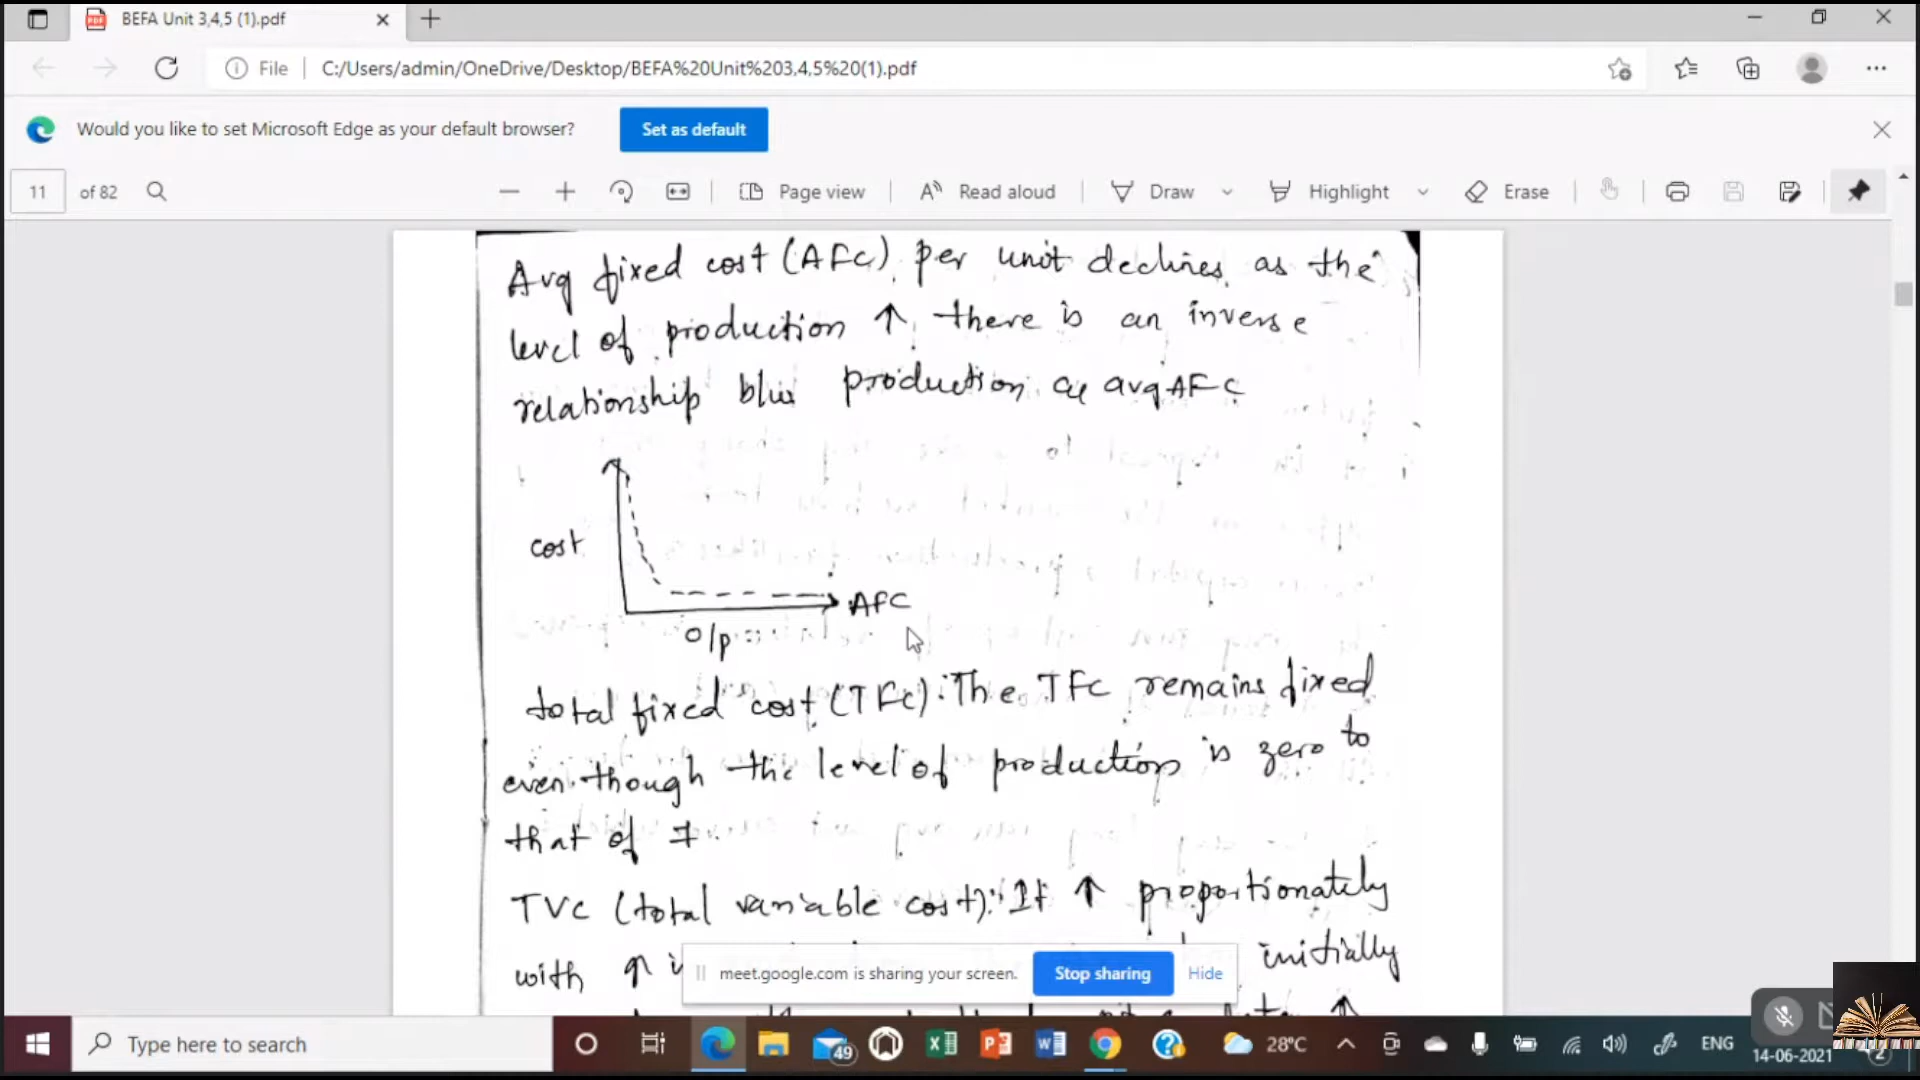 BEFA Unit 3,4,5 (1).pdf
File
C:/Users/admin/OneDrive/Desktop/BEFA%20Unit%203,4,5%20(1).pdf
Would you like to set Microsoft Edge as your default browser?
Set as default
11 of 82
Page view
Read aloud
Draw
Highlight
Erase
Avg fixed cost (AFC) per unit declines as the
level of production ↑ there is an inverse
relationship production avg AFC
cost
AFC
o/p
total fixed cost (TFC): The TFC remains fixed
even though the level of production is zero to
that of
TVC (total variable cost): It ↑ proportionately
with ↑ initially
meet.google.com is sharing your screen.
Stop sharing
Hide
Type here to search
49
28°C
ENG
14-06-2021
2